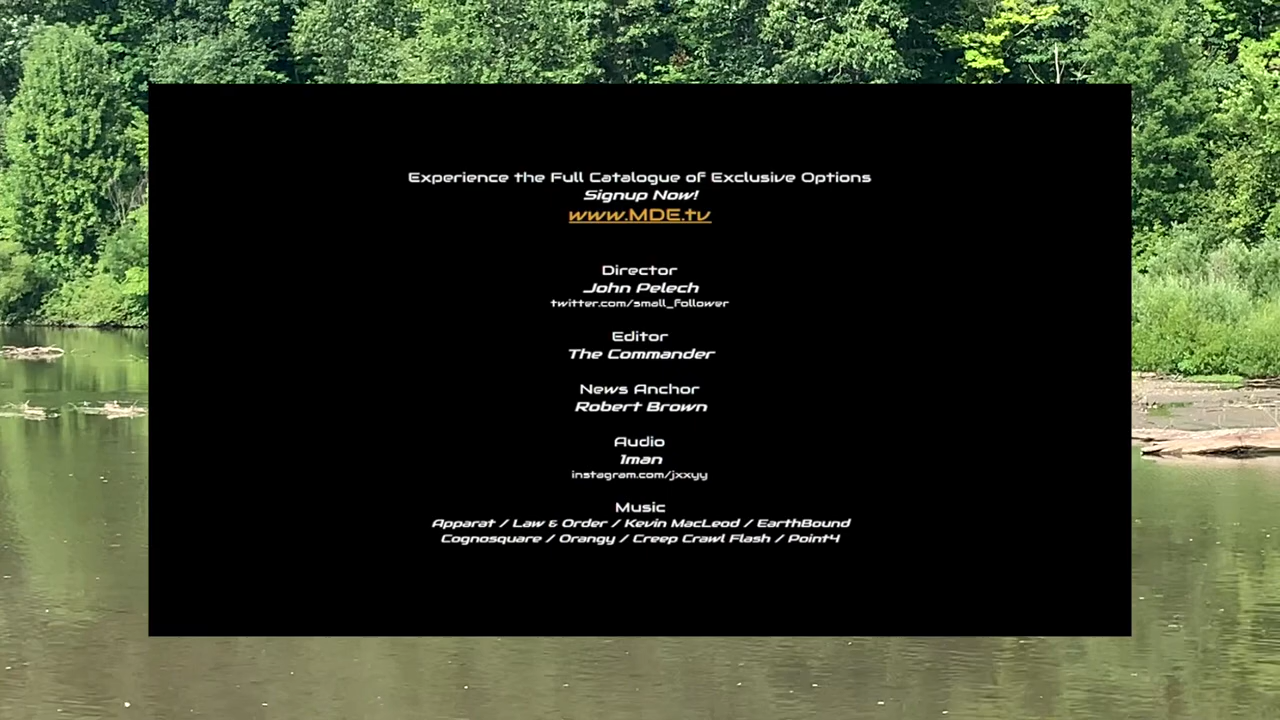 Experience the Full Catalogue of Exclusive Options
Signup Now!
www.MDE.tv
Director
John Pelech
twitter.com/small_follower
Editor
The Commander
News Anchor
Robert Brown
Audio
1man
instagram.com/jxxyy
Music
Apparat / Law & Order / Kevin MacLeod / EarthBound
Cognosquare / Orangy / Creep Crawl Flash / Point4